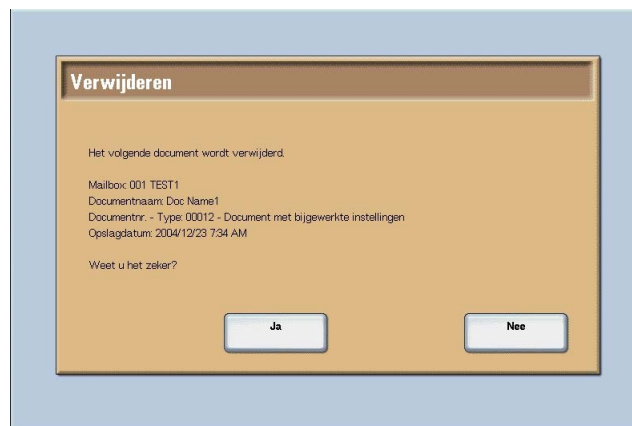 Verwijderen
Het volgende document wordt verwijderd.
Mailbox: 001 TEST1
Documentnaam: Doc Name1
Documentnr. - Type: 00012 - Document met bijgewerkte instellingen
Opslagdatum: 2004/12/23 7:34 AM
Weet u het zeker?
Ja
Nee